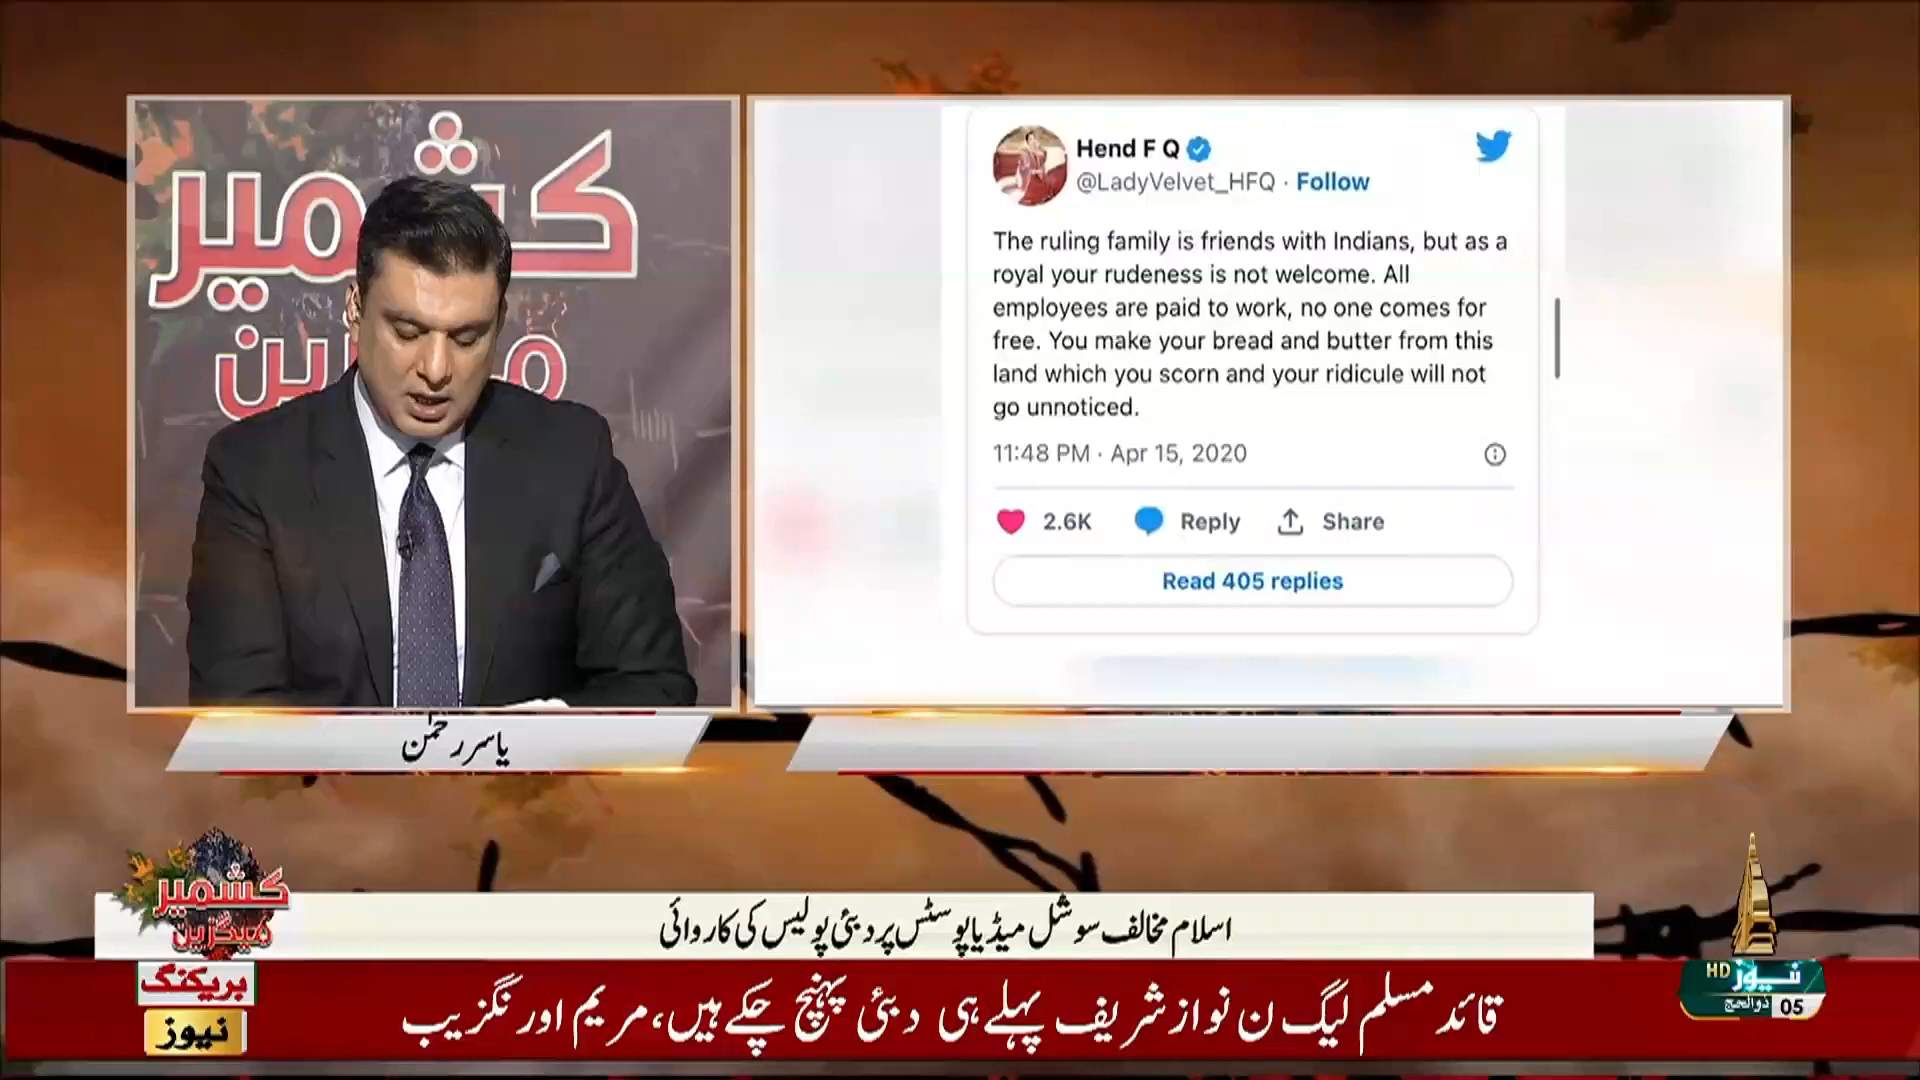 کشمیر
میگزین
Hend F Q
@LadyVelvet_HFQ · Follow
The ruling family is friends with Indians, but as a
royal your rudeness is not welcome. All
employees are paid to work, no one comes for
free. You make your bread and butter from this
land which you scorn and your ridicule will not
go unnoticed.
11:48 PM · Apr 15, 2020
2.6K Reply Share
Read 405 replies
یاسر رحمٰن
کشمیر
میگزین
اسلام مخالف سوشل میڈیا پوسٹس پر دبئی پولیس کی کاروائی
بریکنگ
نیوز
قائد مسلم لیگ ن نواز شریف پہلے ہی دبئی پہنچ چکے ہیں، مریم اورنگزیب
نیوز HD
05 ذوالحج